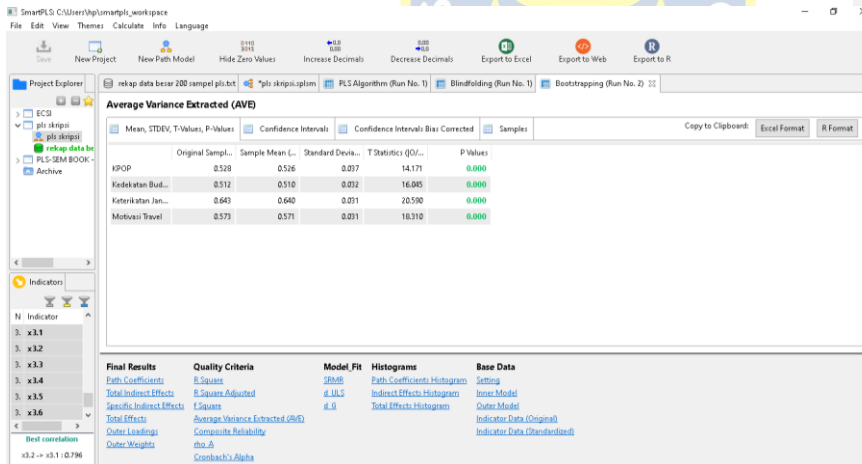 SmartPLS: C:\Users\hp\smartpls_workspace
File Edit View Themes Calculate Info Language
Save New Project New Path Model Hide Zero Values Increase Decimals Decrease Decimals Export to Excel Export to Web Export to R
Project Explorer
ECSI
pls skripsi
pls skripsi
rekap data be
PLS-SEM BOOK -
Archive
Indicators
N Indicator
3. x3.1
3. x3.2
3. x3.3
3. x3.4
3. x3.5
3. x3.6
Best correlation
x3.2 -> x3.1 : 0.796
rekap data besar 200 sampel pls.txt *pls skripsi.splsm PLS Algorithm (Run No. 1) Blindfolding (Run No. 1) Bootstrapping (Run No. 2)
Average Variance Extracted (AVE)
Mean, STDEV, T-Values, P-Values Confidence Intervals Confidence Intervals Bias Corrected Samples Copy to Clipboard: Excel Format R Format
Original Sampl... Sample Mean (... Standard Devia... T Statistics (|O/... P Values
KPOP 0.528 0.526 0.037 14.171 0.000
Kedekatan Bud... 0.512 0.510 0.032 16.045 0.000
Keterikatan Jan... 0.643 0.640 0.031 20.590 0.000
Motivasi Travel 0.573 0.571 0.031 18.310 0.000
Final Results Quality Criteria Model_Fit Histograms Base Data
Path Coefficients R Square SRMR Path Coefficients Histogram Setting
Total Indirect Effects R Square Adjusted d_ULS Indirect Effects Histogram Inner Model
Specific Indirect Effects f Square d_G Total Effects Histogram Outer Model
Total Effects Average Variance Extracted (AVE) Indicator Data (Original)
Outer Loadings Composite Reliability Indicator Data (Standardized)
Outer Weights rho_A
Cronbach's Alpha